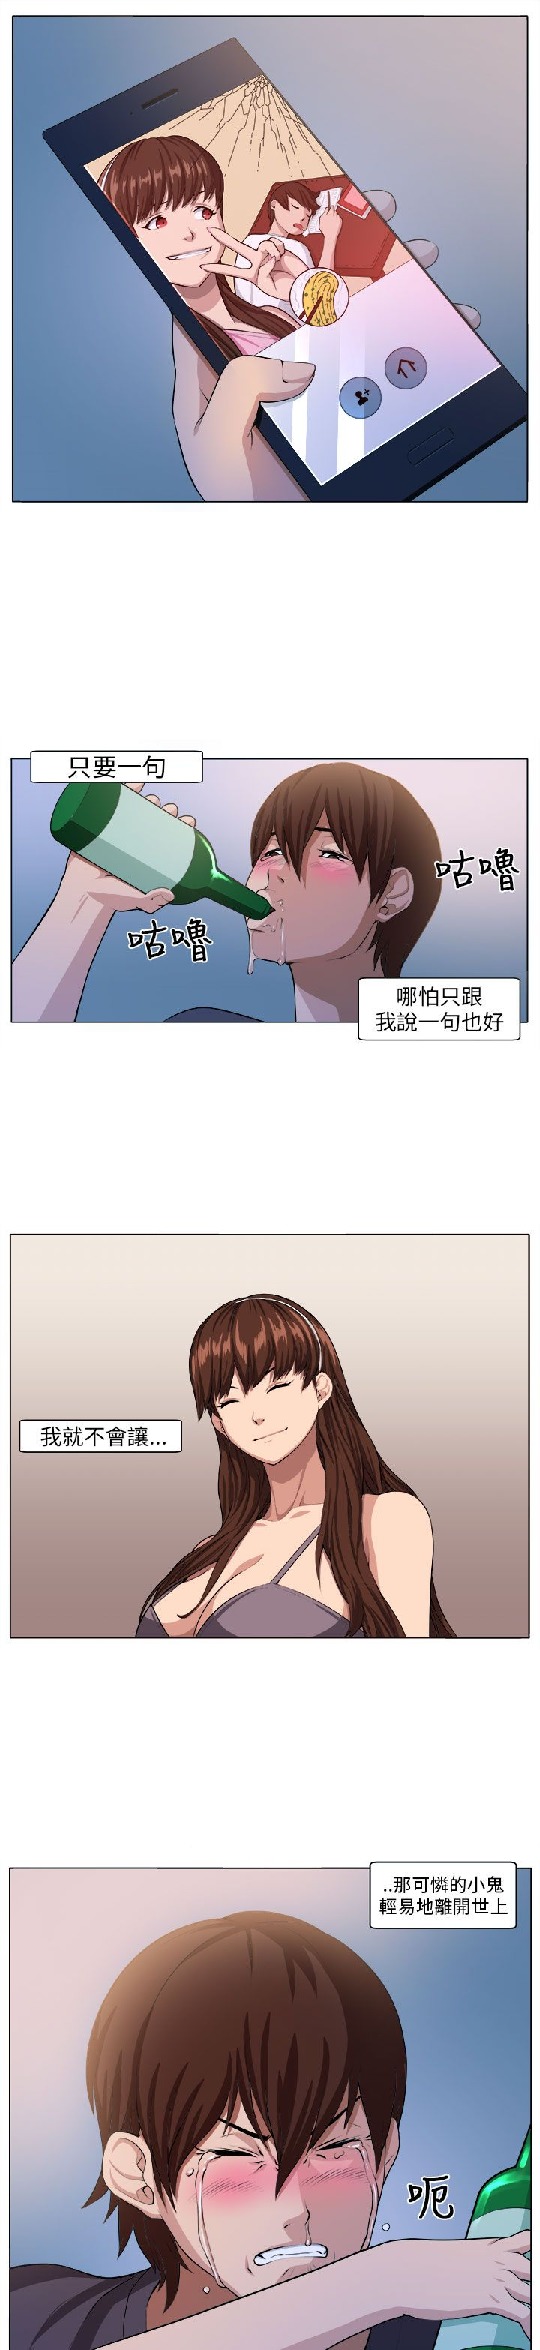 只要一句
咕嚕
咕嚕
哪怕只跟
我說一句也好
我就不會讓...
..那可憐的小鬼
輕易地離開世上
呃